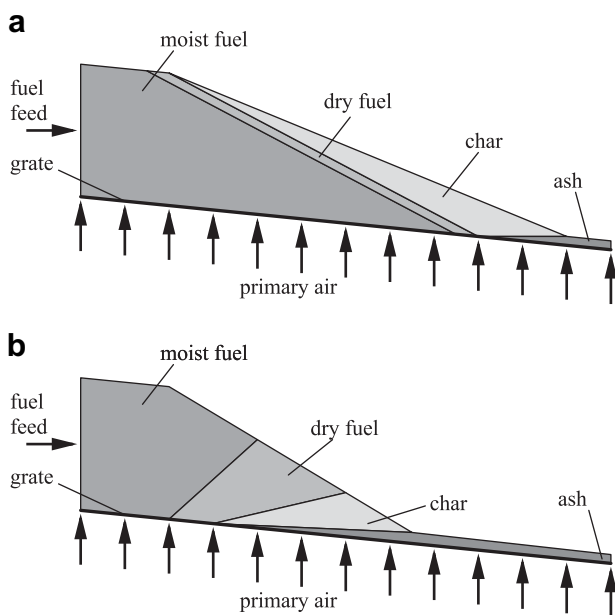 a
moist fuel
fuel
feed
dry fuel
char
grate
ash
primary air
b
moist fuel
fuel
feed
dry fuel
grate
char
ash
primary air